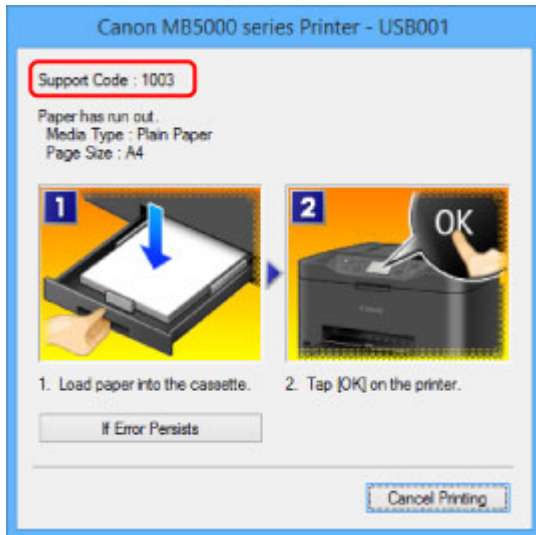 Canon MB5000 series Printer - USB001
Support Code : 1003
Paper has run out.
Media Type : Plain Paper
Page Size : A4
1
2
OK
Canon
1. Load paper into the cassette.
2. Tap [OK] on the printer.
If Error Persists
Cancel Printing